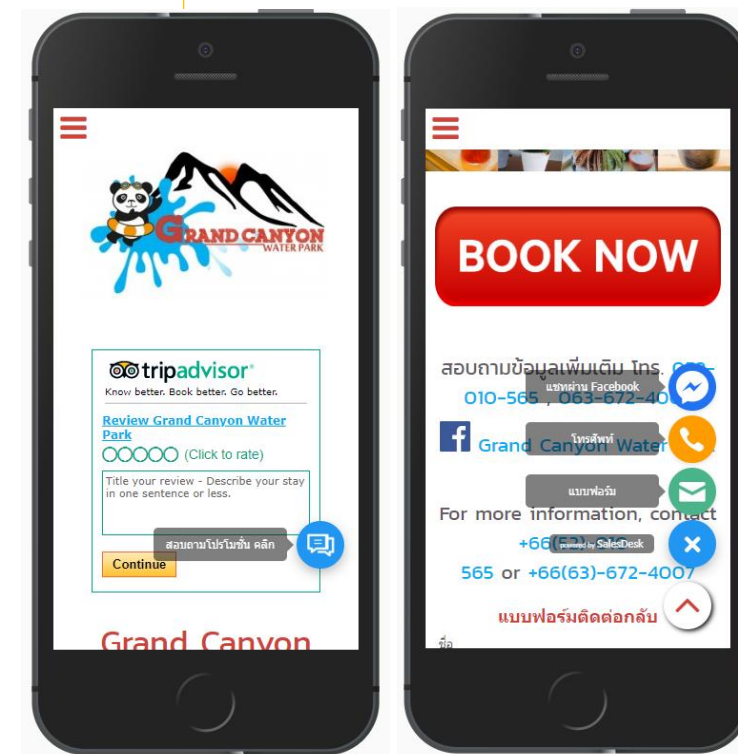 GRAND CANYON
WATER PARK
tripadvisor®
Know better. Book better. Go better.
Review Grand Canyon Water
Park
(Click to rate)
Title your review - Describe your stay
in one sentence or less.
สอบถามโปรโมชั่น คลิก
Continue
Grand Canyon
BOOK NOW
สอบถามข้อมูลเพิ่มเติม โทร.
010-565 , 063-672-400
แชทผ่าน Facebook
Grand Canyon Water
โทรศัพท์
แบบฟอร์ม
For more information, contact
+66
powered by SalesDesk
565 or +66(63)-672-4007
แบบฟอร์มติดต่อกลับ
ชื่อ